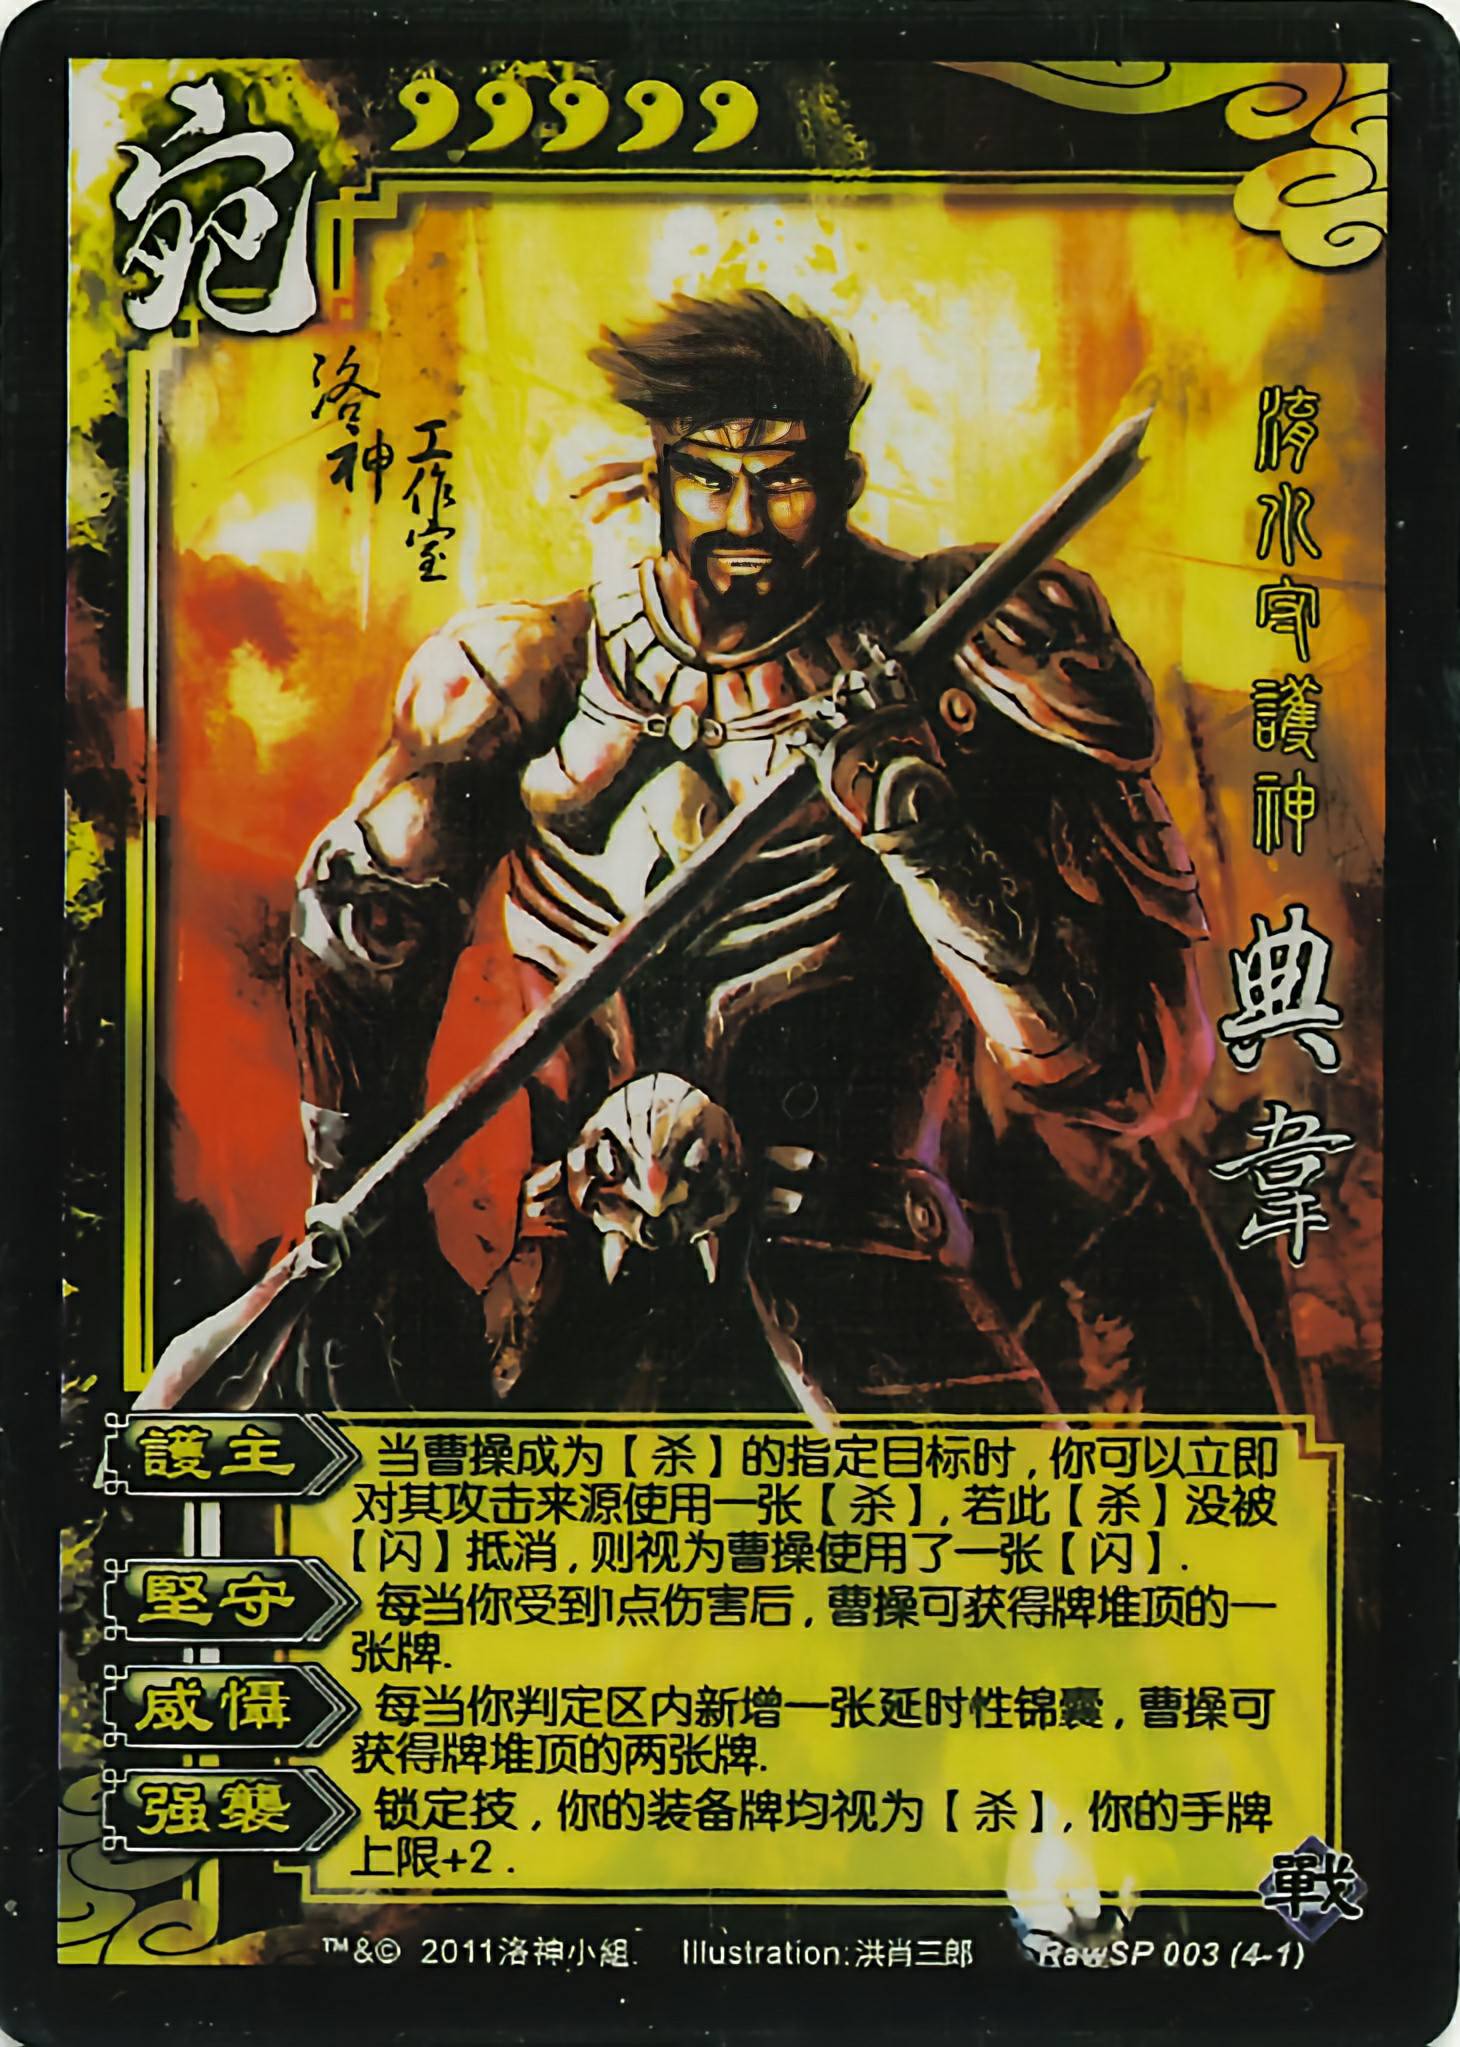 宛
洛神
工作室
淯水守護神
典韋
護主
当曹操成为【杀】的指定目标时,你可以立即
对其攻击来源使用一张【杀】,若此【杀】没被
【闪】抵消,则视为曹操使用了一张【闪】.
堅守
每当你受到1点伤害后,曹操可获得牌堆顶的一
张牌.
威懾
每当你判定区内新增一张延时性锦囊,曹操可
获得牌堆顶的两张牌.
强襲
锁定技,你的装备牌均视为【杀】,你的手牌
上限+2.
戰
™&© 2011洛神小組. Illustration:洪肖三郎 RawSP 003 (4-1)